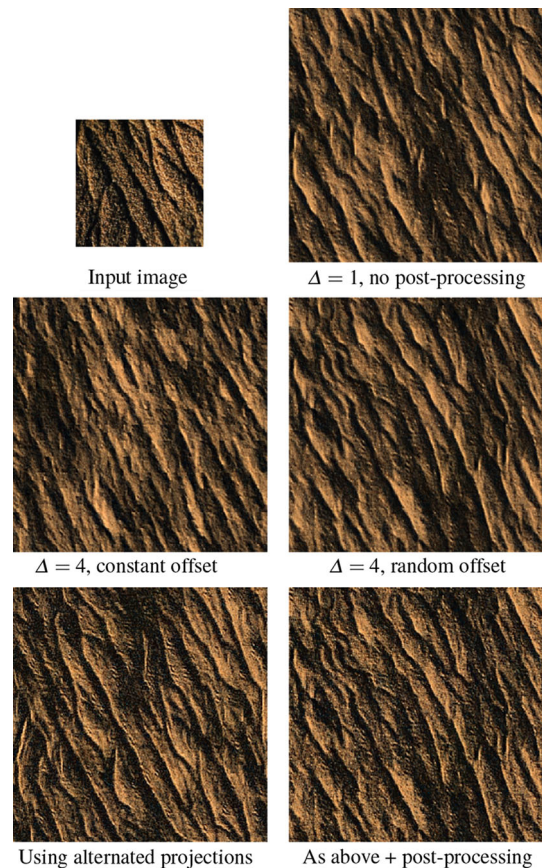 Input image
Δ = 1, no post-processing
Δ = 4, constant offset
Δ = 4, random offset
Using alternated projections
As above + post-processing